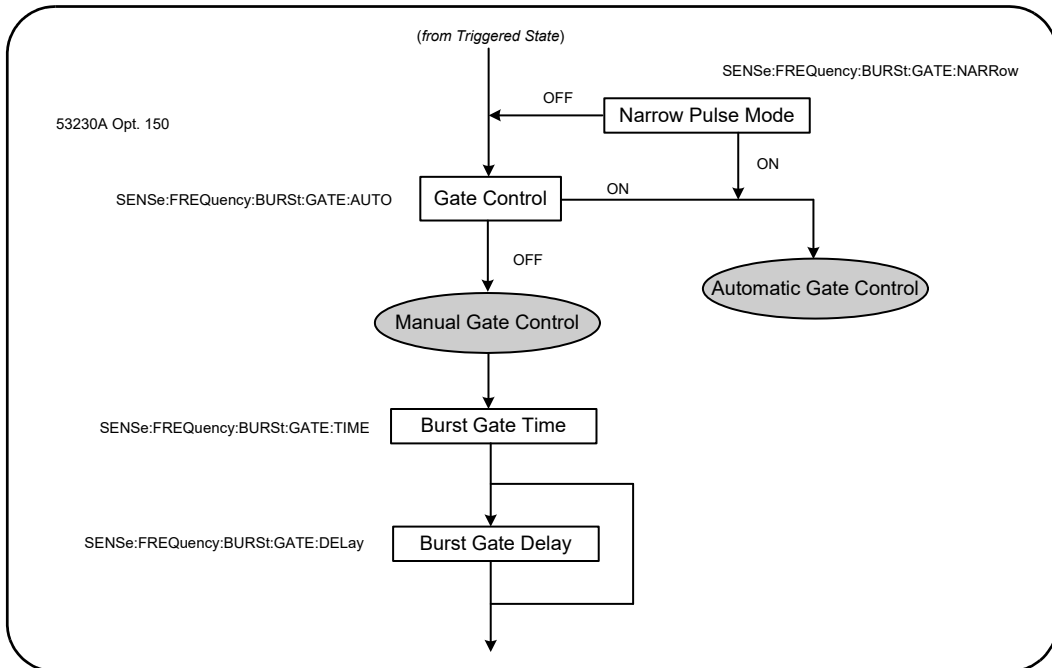 (from Triggered State)
SENSe:FREQuency:BURSt:GATE:NARRow
OFF
Narrow Pulse Mode
53230A Opt. 150
ON
SENSe:FREQuency:BURSt:GATE:AUTO
Gate Control
ON
OFF
Automatic Gate Control
Manual Gate Control
SENSe:FREQuency:BURSt:GATE:TIME
Burst Gate Time
SENSe:FREQuency:BURSt:GATE:DELay
Burst Gate Delay